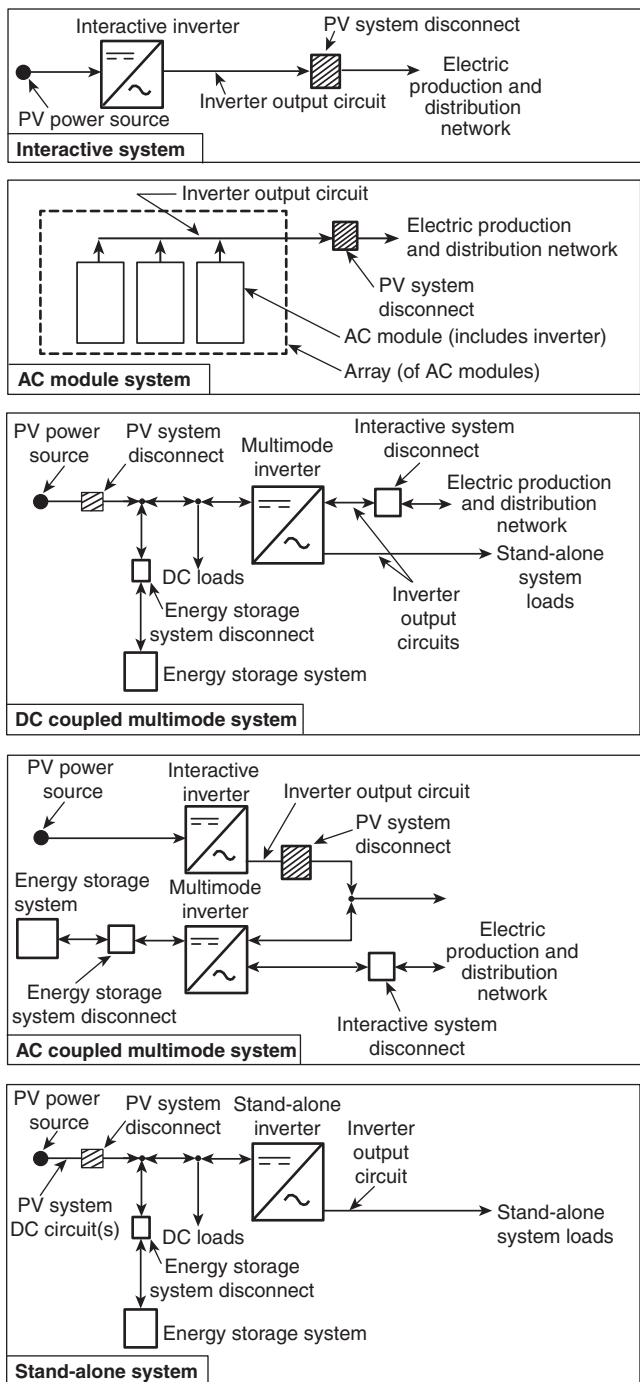 PV system disconnect
Interactive inverter
Electric
production and
distribution
network
Inverter output circuit
PV power source
Interactive system
Inverter output circuit
Electric production
and distribution network
PV system
disconnect
AC module (includes inverter)
Array (of AC modules)
AC module system
PV power
source
PV system
disconnect
Multimode
inverter
Interactive system
disconnect
Electric production
and distribution
network
Stand-alone
system
loads
DC loads
Inverter
output
circuits
Energy storage
system disconnect
Energy storage system
DC coupled multimode system
PV power
source
Interactive
inverter
Inverter output circuit
PV system
disconnect
Energy storage
system
Multimode
inverter
Electric
production and
distribution
network
Energy storage
system disconnect
Interactive system
disconnect
AC coupled multimode system
PV power
source
PV system
disconnect
Stand-alone
inverter
Inverter
output
circuit
PV system
DC circuit(s)
DC loads
Stand-alone
system loads
Energy storage
system disconnect
Energy storage system
Stand-alone system